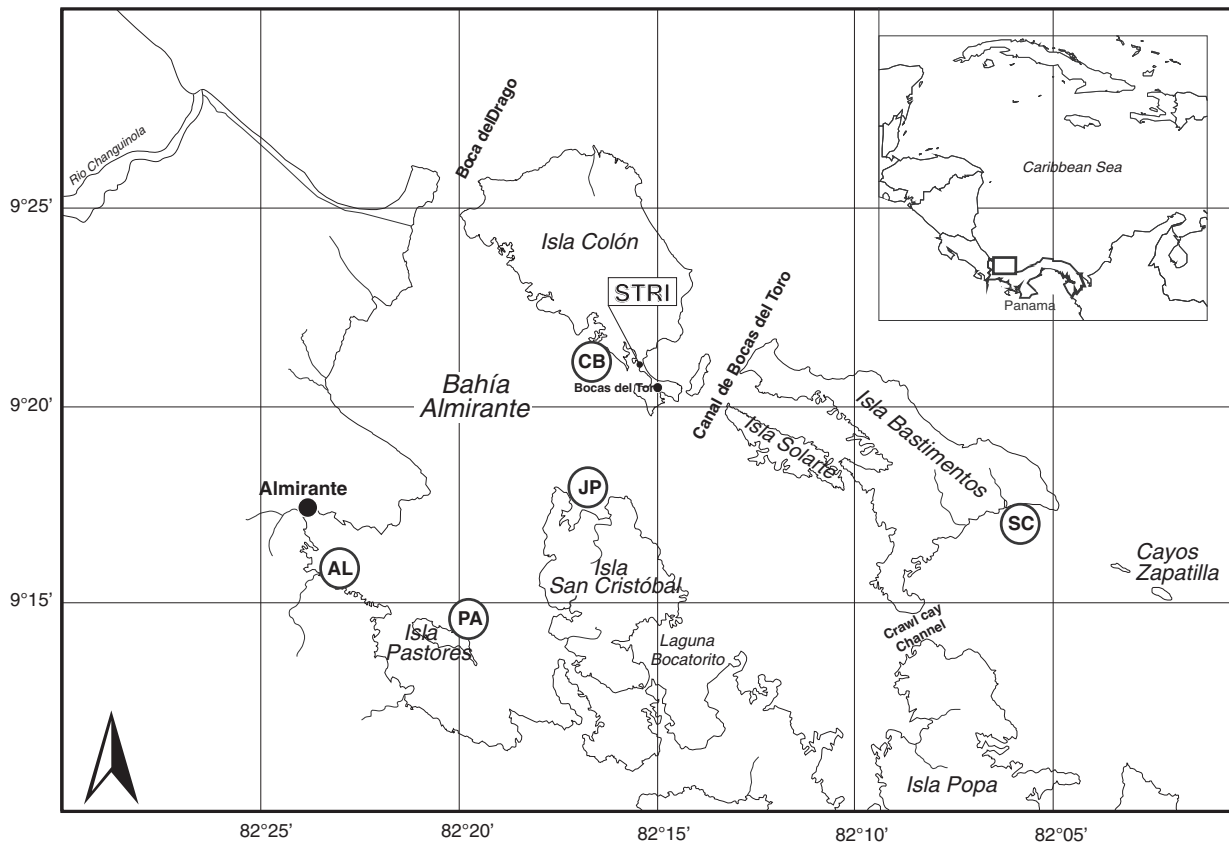 Rio Changuinola
Boca delDrago
Caribbean Sea
Panama
9°25’
Isla Colón
STRI
CB
Bocas del Toro
Canal de Bocas del Toro
Bahía
Almirante
9°20’
Isla Solarte
Isla Bastimentos
Almirante
JP
SC
AL
Isla
San Cristóbal
Cayos
Zapatilla
9°15’
PA
Isla
Pastores
Laguna
Bocatorito
Crawl cay
Channel
Isla Popa
82°25’
82°20’
82°15’
82°10’
82°05’